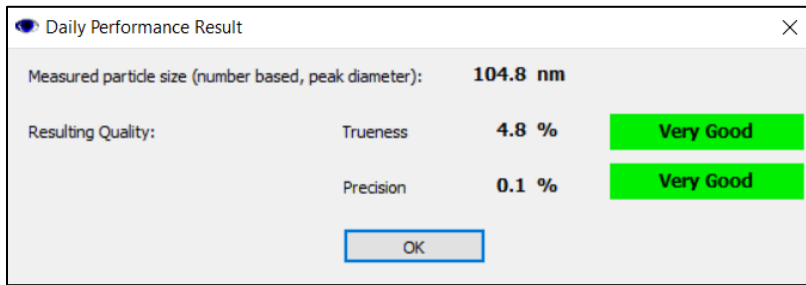 Daily Performance Result
Measured particle size (number based, peak diameter): 104.8 nm
Resulting Quality: Trueness 4.8 % Very Good
Precision 0.1 % Very Good
OK